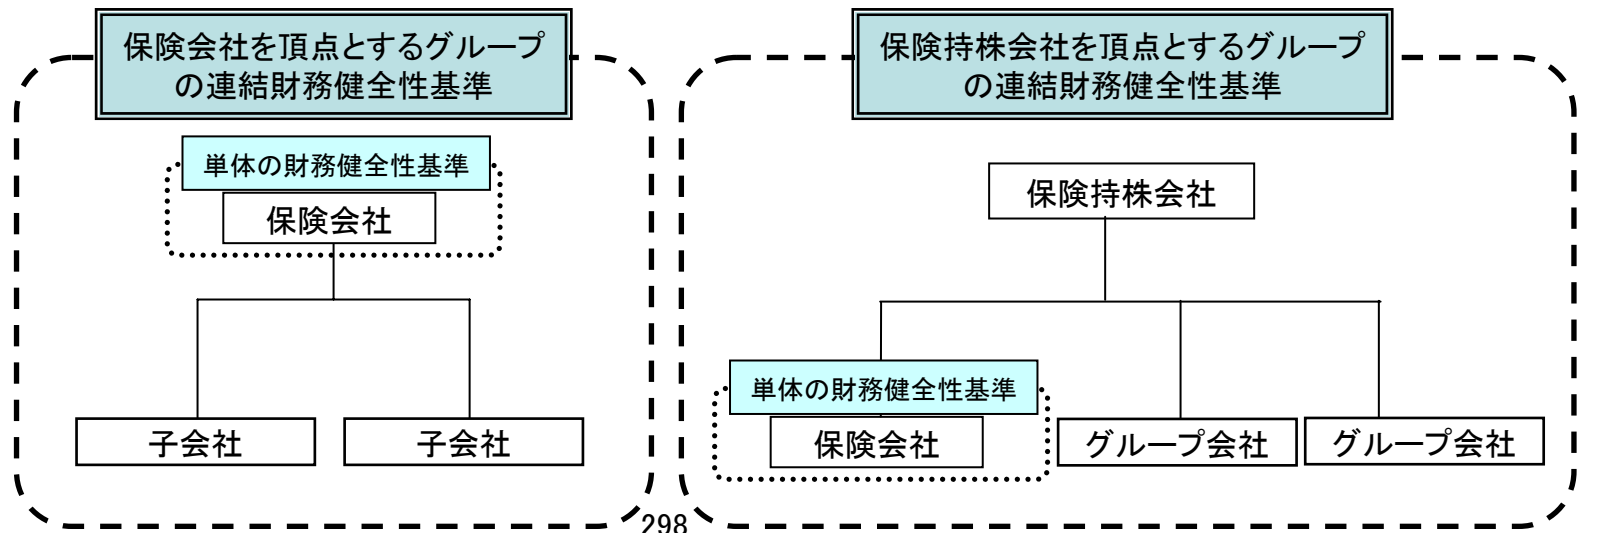 保険会社を頂点とするグループ
の連結財務健全性基準
単体の財務健全性基準
保険会社
子会社
子会社
保険持株会社を頂点とするグループ
の連結財務健全性基準
保険持株会社
単体の財務健全性基準
保険会社
グループ会社
グループ会社
298